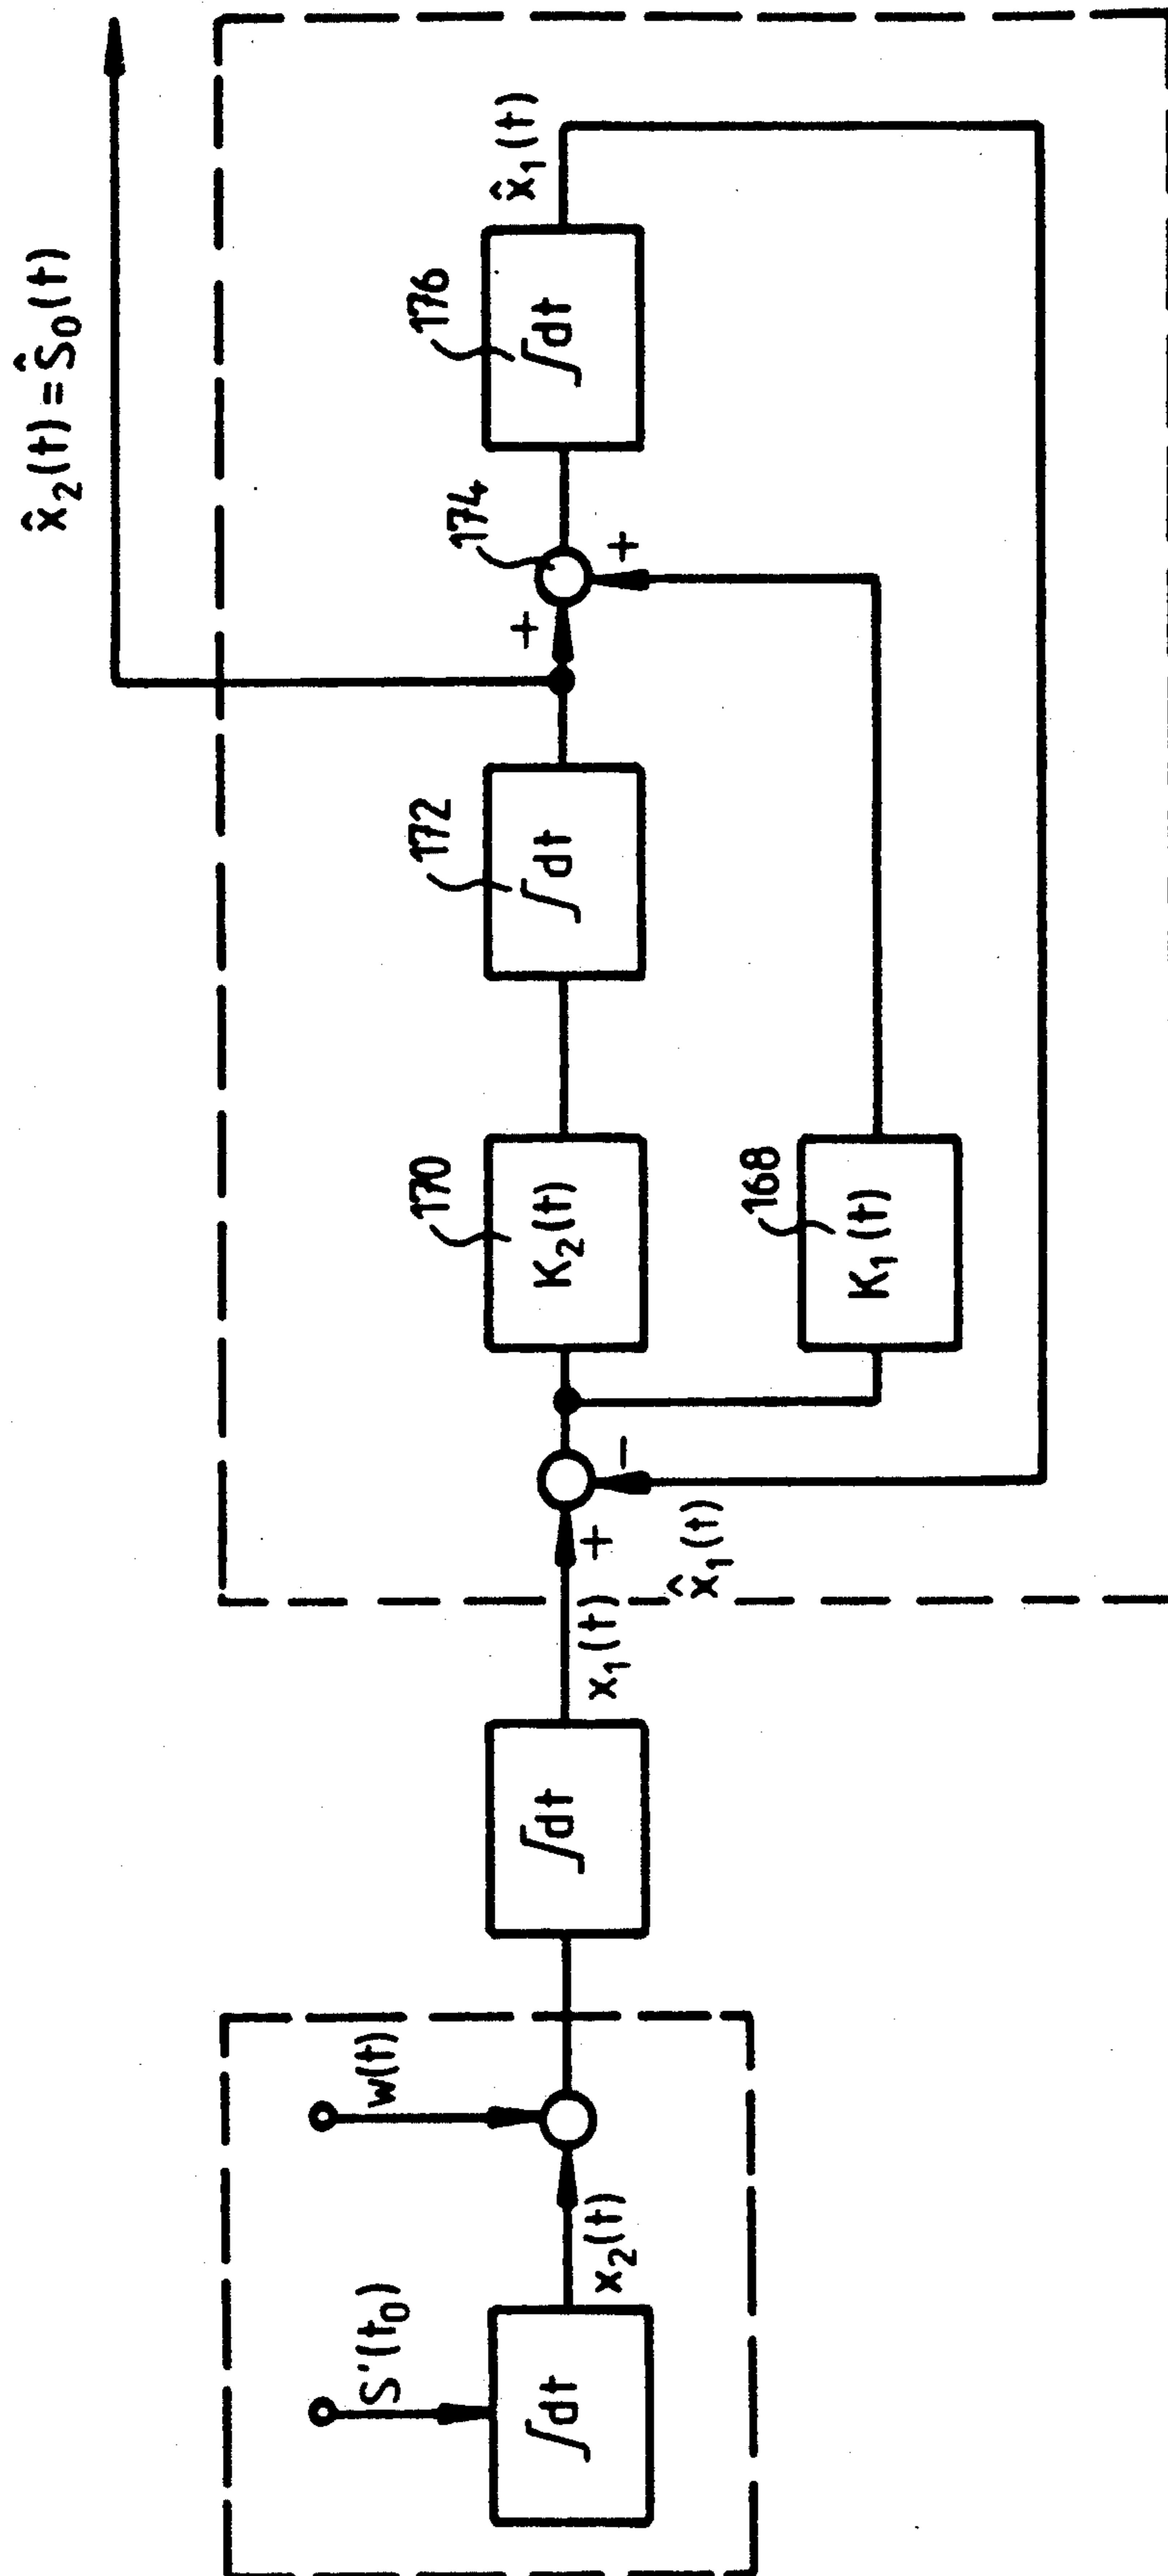 S'(t₀)
w(t)
∫dt
x₂(t)
∫dt
x₁(t)
x̂₂(t) = Ŝ₀(t)
170
K₂(t)
172
∫dt
174
176
∫dt
x̂₁(t)
+
+
+
−
x̂₁(t)
168
K₁(t)